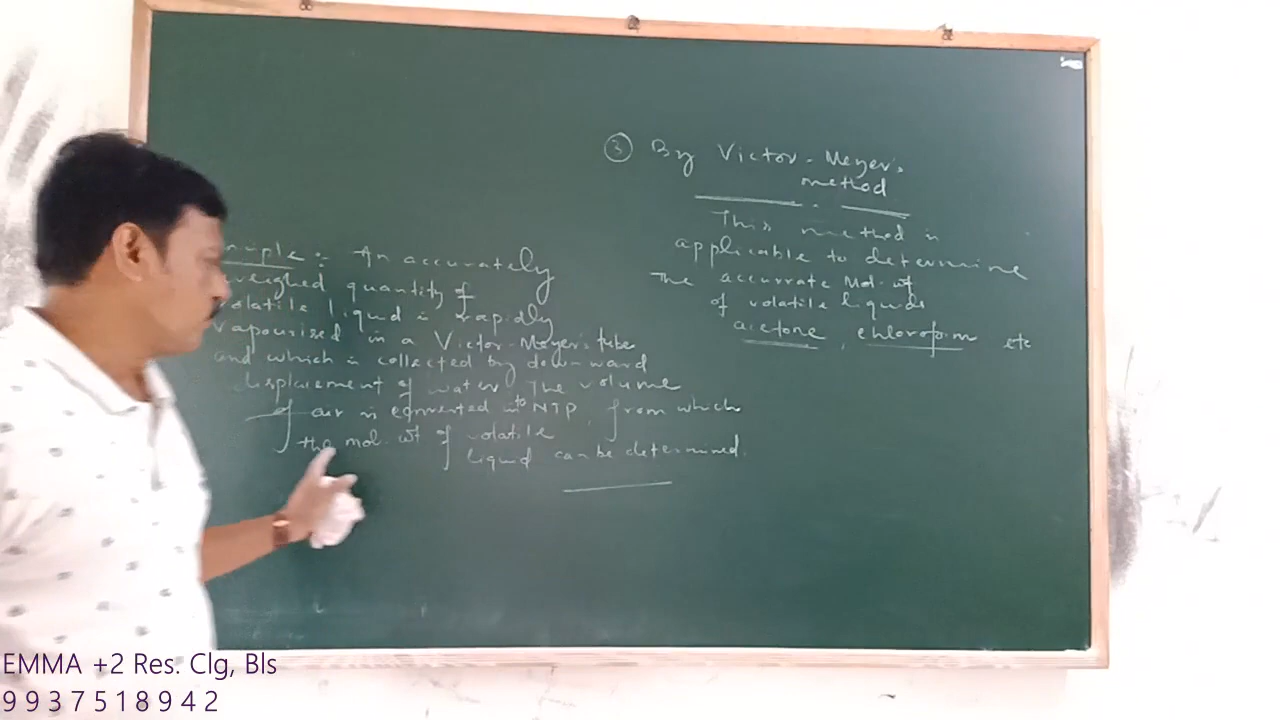 ③ By Victor-Meyer's
method
This method is
applicable to determine
The accurrate Mol. wt
of volatile liquids
acetone, chloroform etc
An accurately
weighed quantity of
volatile liquid is rapidly
vapourized in a Victor-Meyer's tube
and which is collected by down-ward
displacement of water. The volume
of air is converted into NTP, from which
the mol. wt of volatile
liquid can be determined.
EMMA +2 Res. Clg, Bls
9937518942